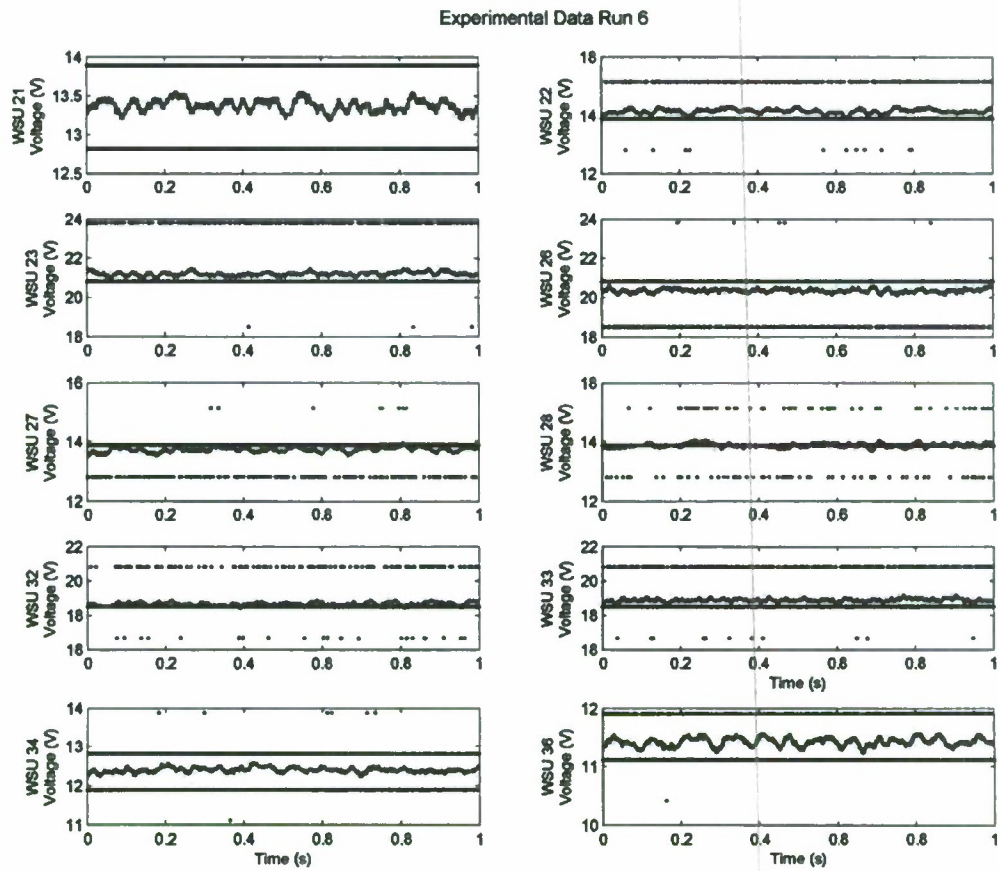 Experimental Data Run 6
WSU 21
Voltage (V)
14
13.5
13
12.5
0 0.2 0.4 0.6 0.8 1
WSU 22
Voltage (V)
16
14
12
0 0.2 0.4 0.6 0.8 1
WSU 23
Voltage (V)
24
22
20
18
0 0.2 0.4 0.6 0.8 1
WSU 26
Voltage (V)
24
22
20
18
0 0.2 0.4 0.6 0.8 1
WSU 27
Voltage (V)
16
14
12
0 0.2 0.4 0.6 0.8 1
WSU 28
Voltage (V)
16
14
12
0 0.2 0.4 0.6 0.8 1
WSU 32
Voltage (V)
22
20
18
16
0 0.2 0.4 0.6 0.8 1
WSU 33
Voltage (V)
22
20
18
16
0 0.2 0.4 0.6 0.8 1
Time (s)
WSU 34
Voltage (V)
14
13
12
11
0 0.2 0.4 0.6 0.8 1
Time (s)
WSU 36
Voltage (V)
12
11
10
0 0.2 0.4 0.6 0.8 1
Time (s)